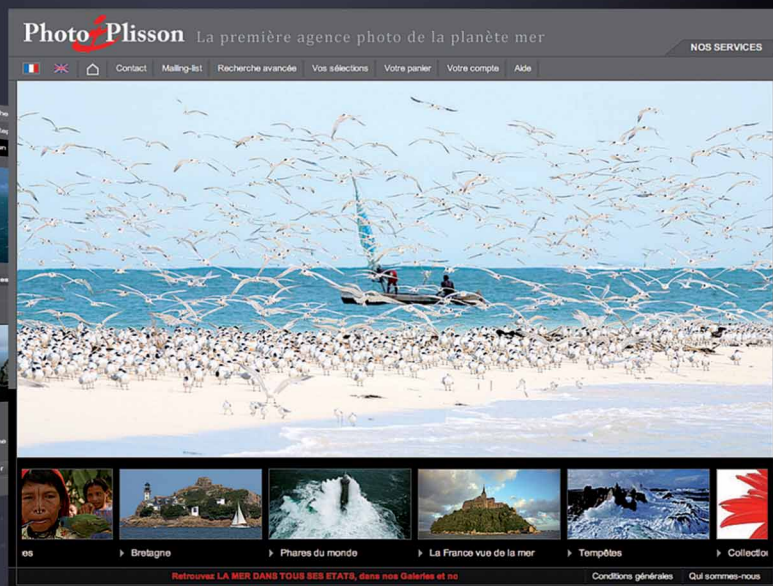 Photo Plisson La première agence photo de la planète mer
NOS SERVICES
Contact Mailing-list Recherche avancée Vos sélections Votre panier Votre compte Aide
es Bretagne Phares du monde La France vue de la mer Tempêtes Collectio
Retrouvez LA MER DANS TOUS SES ETATS, dans nos Galeries et no
Conditions générales Qui sommes-nous